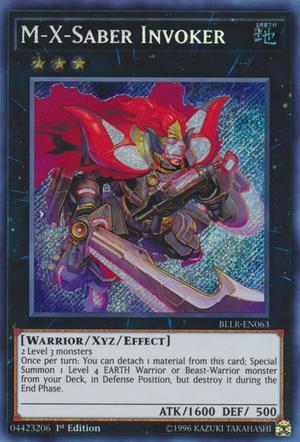 M-X-Saber Invoker
地
BLLR-EN063
[Warrior/Xyz/Effect]
2 Level 3 monsters
Once per turn: You can detach 1 material from this card; Special
Summon 1 Level 4 EARTH Warrior or Beast-Warrior monster
from your Deck, in Defense Position, but destroy it during the
End Phase.
ATK/1600 DEF/ 500
04423206 1st Edition ©1996 KAZUKI TAKAHASHI